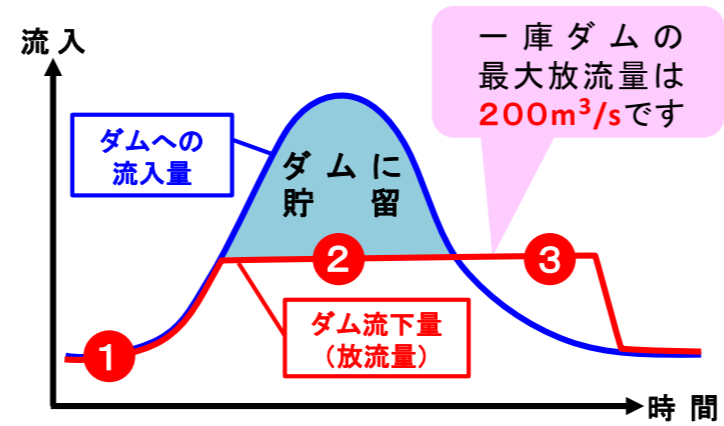 流入
一庫ダムの
最大放流量は
200m³/sです
ダムへの
流入量
ダムに
貯留
2
3
ダム流下量
（放流量）
1
時間